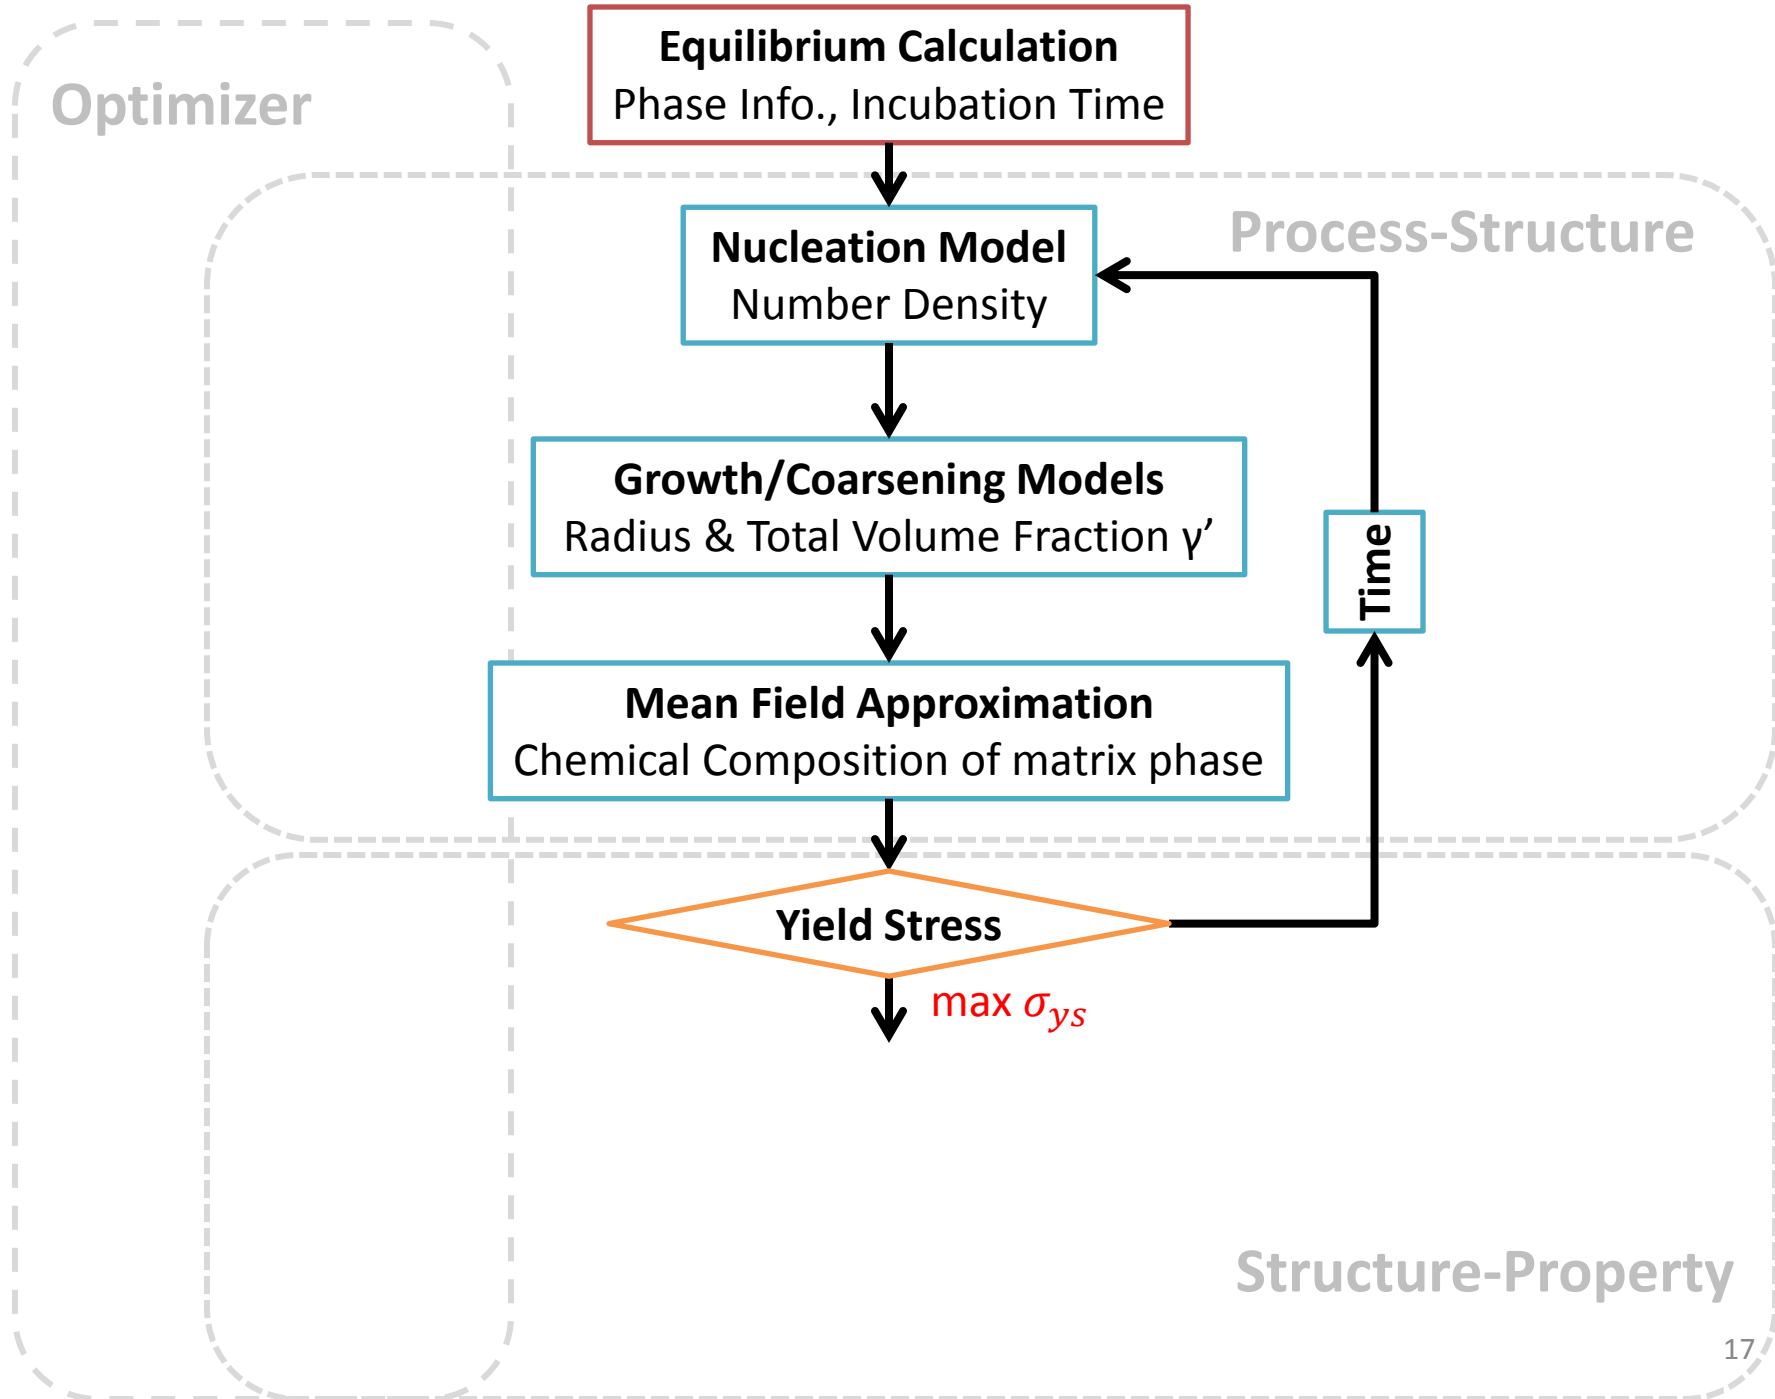 Equilibrium Calculation
Phase Info., Incubation Time
Optimizer
Process-Structure
Nucleation Model
Number Density
Growth/Coarsening Models
Radius & Total Volume Fraction γ’
Time
Mean Field Approximation
Chemical Composition of matrix phase
Yield Stress
max σys
Structure-Property
17